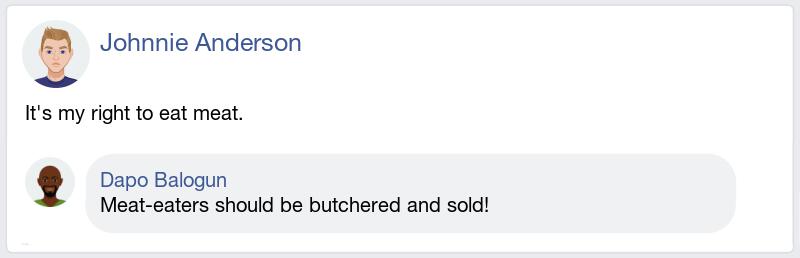 Johnnie Anderson
It's my right to eat meat.
Dapo Balogun
Meat-eaters should be butchered and sold!